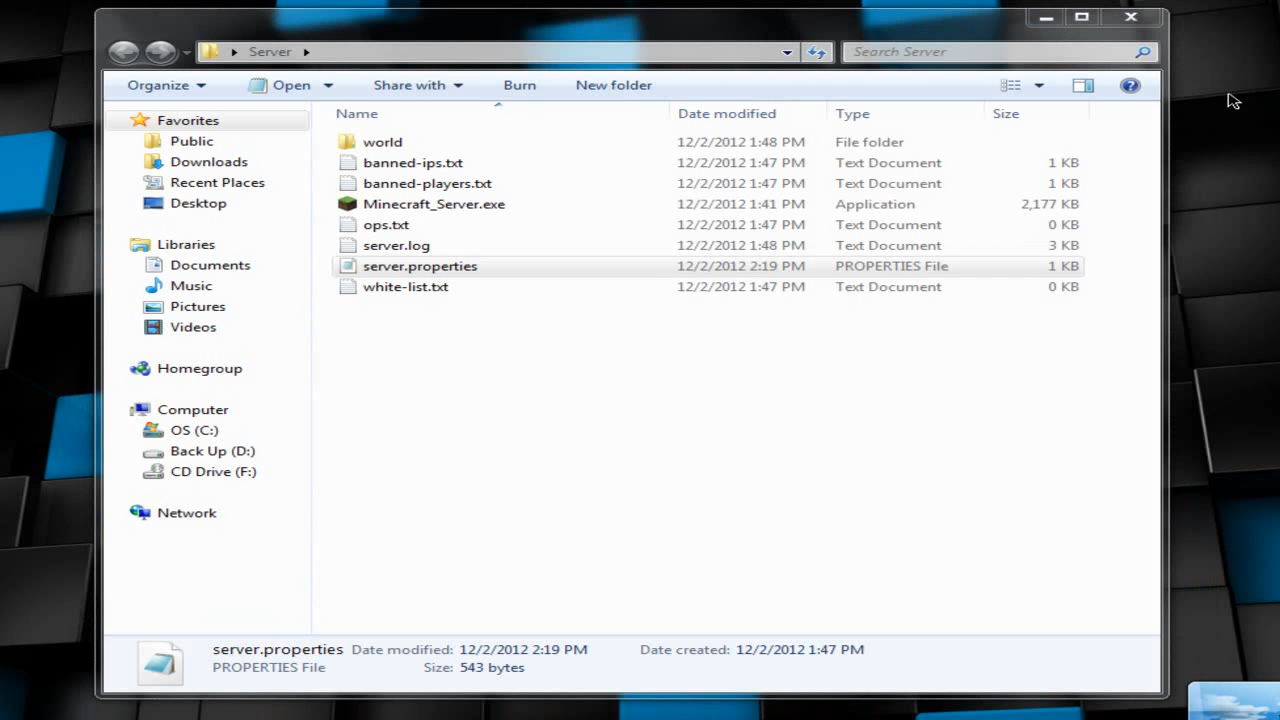 Server
Search Server
Organize Open Share with Burn New folder
Name Date modified Type Size
Favorites
Public
Downloads
Recent Places
Desktop
Libraries
Documents
Music
Pictures
Videos
Homegroup
Computer
OS (C:)
Back Up (D:)
CD Drive (F:)
Network
world 12/2/2012 1:48 PM File folder
banned-ips.txt 12/2/2012 1:47 PM Text Document 1 KB
banned-players.txt 12/2/2012 1:47 PM Text Document 1 KB
Minecraft_Server.exe 12/2/2012 1:41 PM Application 2,177 KB
ops.txt 12/2/2012 1:47 PM Text Document 0 KB
server.log 12/2/2012 1:48 PM Text Document 3 KB
server.properties 12/2/2012 2:19 PM PROPERTIES File 1 KB
white-list.txt 12/2/2012 1:47 PM Text Document 0 KB
server.properties Date modified: 12/2/2012 2:19 PM Date created: 12/2/2012 1:47 PM
PROPERTIES File Size: 543 bytes